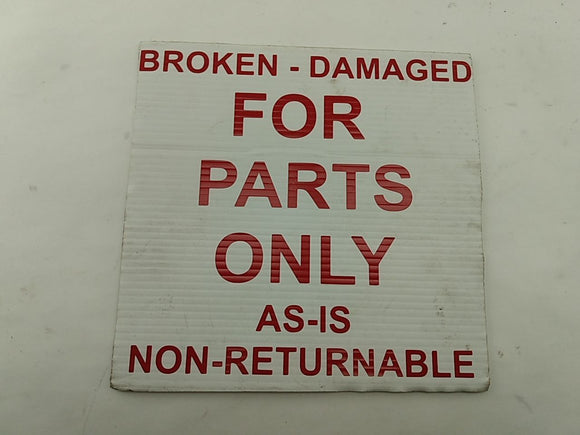 BROKEN - DAMAGED
FOR
PARTS
ONLY
AS-IS
NON-RETURNABLE